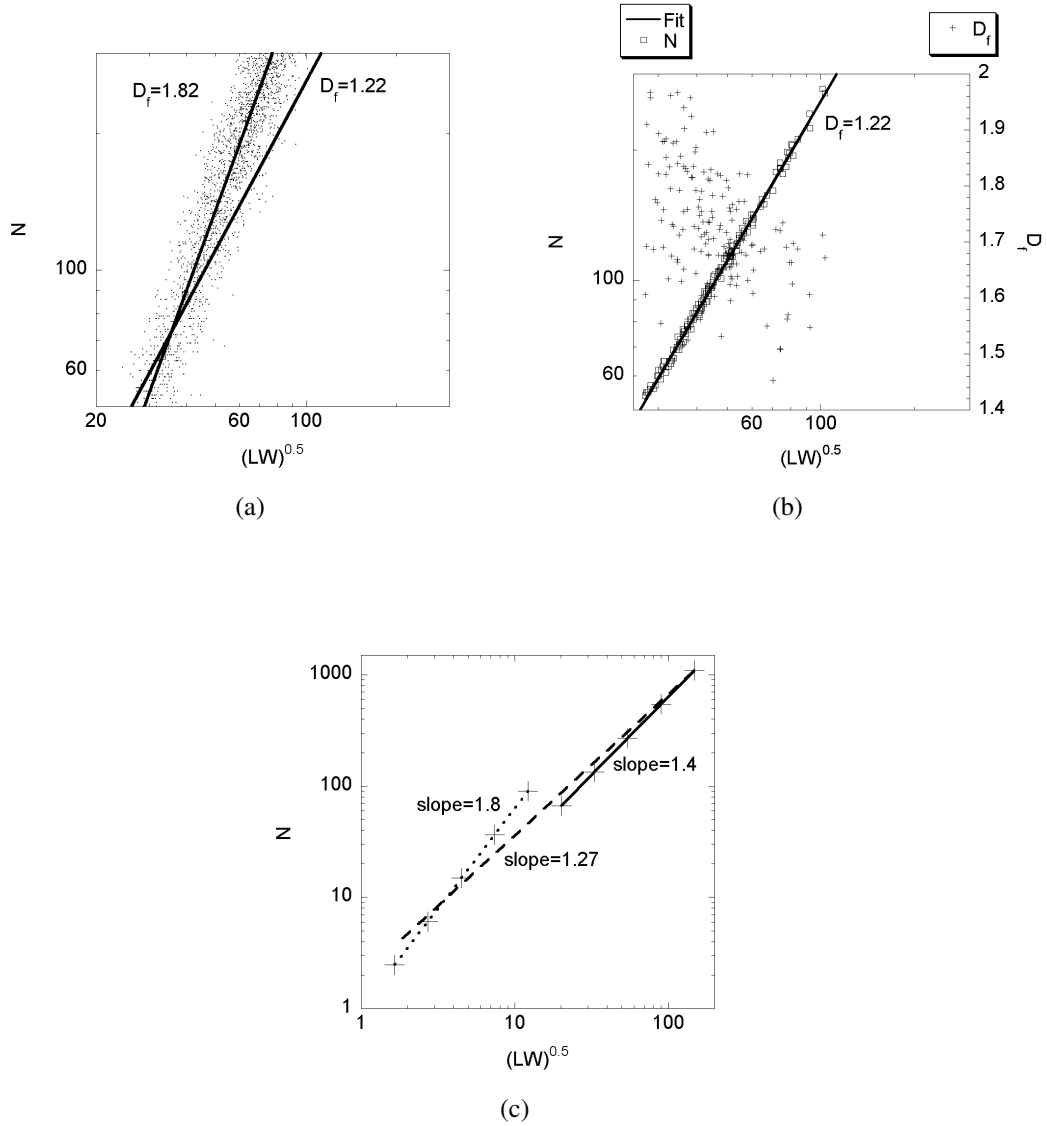 D_f=1.82
D_f=1.22
N
100
60
20 60 100
(LW)^0.5
(a)
Fit
N
D_f
2
1.9
1.8
1.7
1.6
1.5
1.4
D_f=1.22
N
D_f
100
60
60 100
(LW)^0.5
(b)
1000
100
10
1
N
slope=1.4
slope=1.8
slope=1.27
1 10 100
(LW)^0.5
(c)